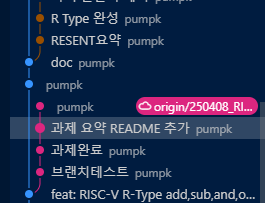 R Type 완성 pumpk
RESENT요약 pumpk
doc pumpk
pumpk
pumpk origin/250408_RI...
과제 요약 README 추가 pumpk
과제완료 pumpk
브랜치테스트 pumpk
feat: RISC-V R-Type add,sub,and,o...